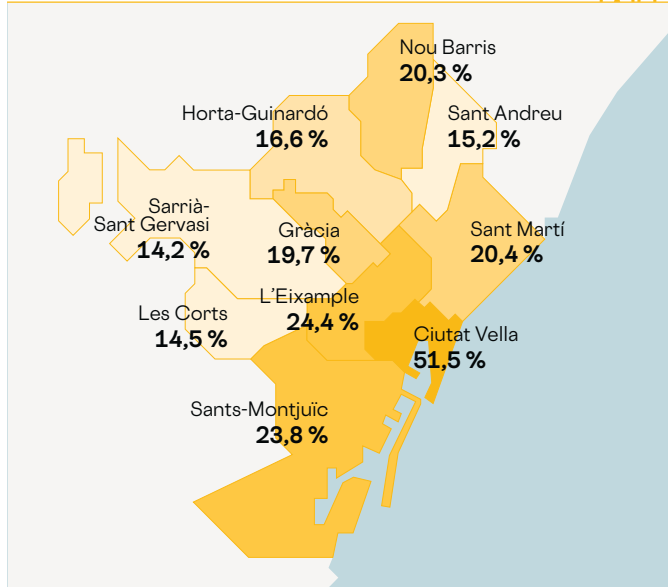 Nou Barris
20,3 %
Horta-Guinardó
16,6 %
Sant Andreu
15,2 %
Sarrià-
Sant Gervasi
14,2 %
Gràcia
19,7 %
Sant Martí
20,4 %
L'Eixample
24,4 %
Les Corts
14,5 %
Ciutat Vella
51,5 %
Sants-Montjuïc
23,8 %